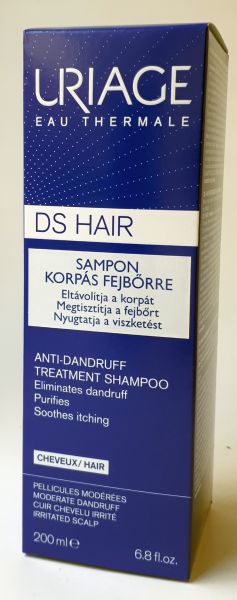 URIAGE
EAU THERMALE
DS HAIR
SAMPON
KORPÁS FEJBŐRRE
Eltávolítja a korpát
Megtisztítja a fejbőrt
Nyugtatja a viszketést
ANTI-DANDRUFF
TREATMENT SHAMPOO
Eliminates dandruff
Purifies
Soothes itching
CHEVEUX/HAIR
PELLICULES MODÉRÉES
MODERATE DANDRUFF
CUIR CHEVELU IRRITÉ
IRRITATED SCALP
200 ml e 6.8 fl.oz.